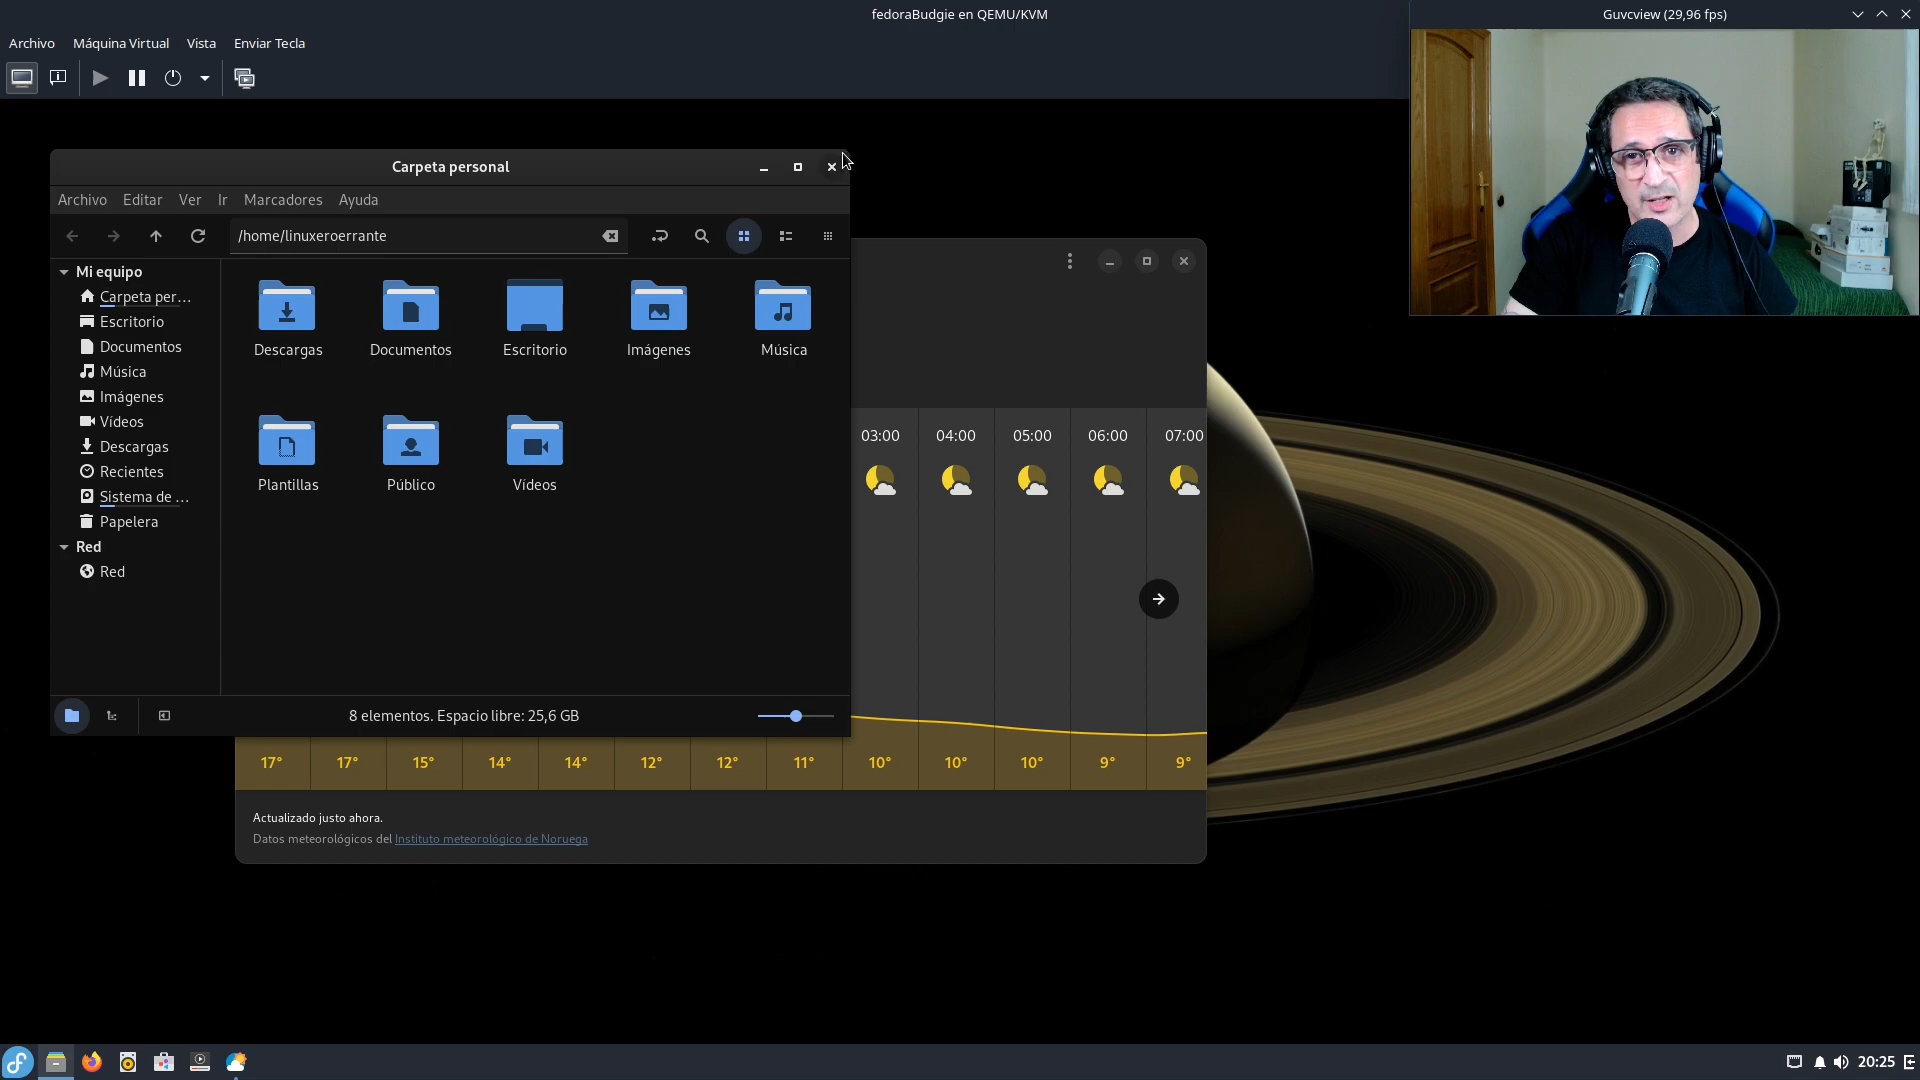 fedoraBudgie en QEMU/KVM
Guvcview (29,96 fps)
Archivo Máquina Virtual Vista Enviar Tecla
Carpeta personal
Archivo Editar Ver Ir Marcadores Ayuda
/home/linuxeroerrante
Mi equipo
Carpeta per...
Escritorio
Documentos
Música
Imágenes
Vídeos
Descargas
Recientes
Sistema de ...
Papelera
Red
Red
Descargas Documentos Escritorio Imágenes Música
Plantillas Público Vídeos
8 elementos. Espacio libre: 25,6 GB
03:00 04:00 05:00 06:00 07:00
17° 17° 15° 14° 14° 12° 12° 11° 10° 10° 10° 9° 9°
Actualizado justo ahora.
Datos meteorológicos del Instituto meteorológico de Noruega
20:25